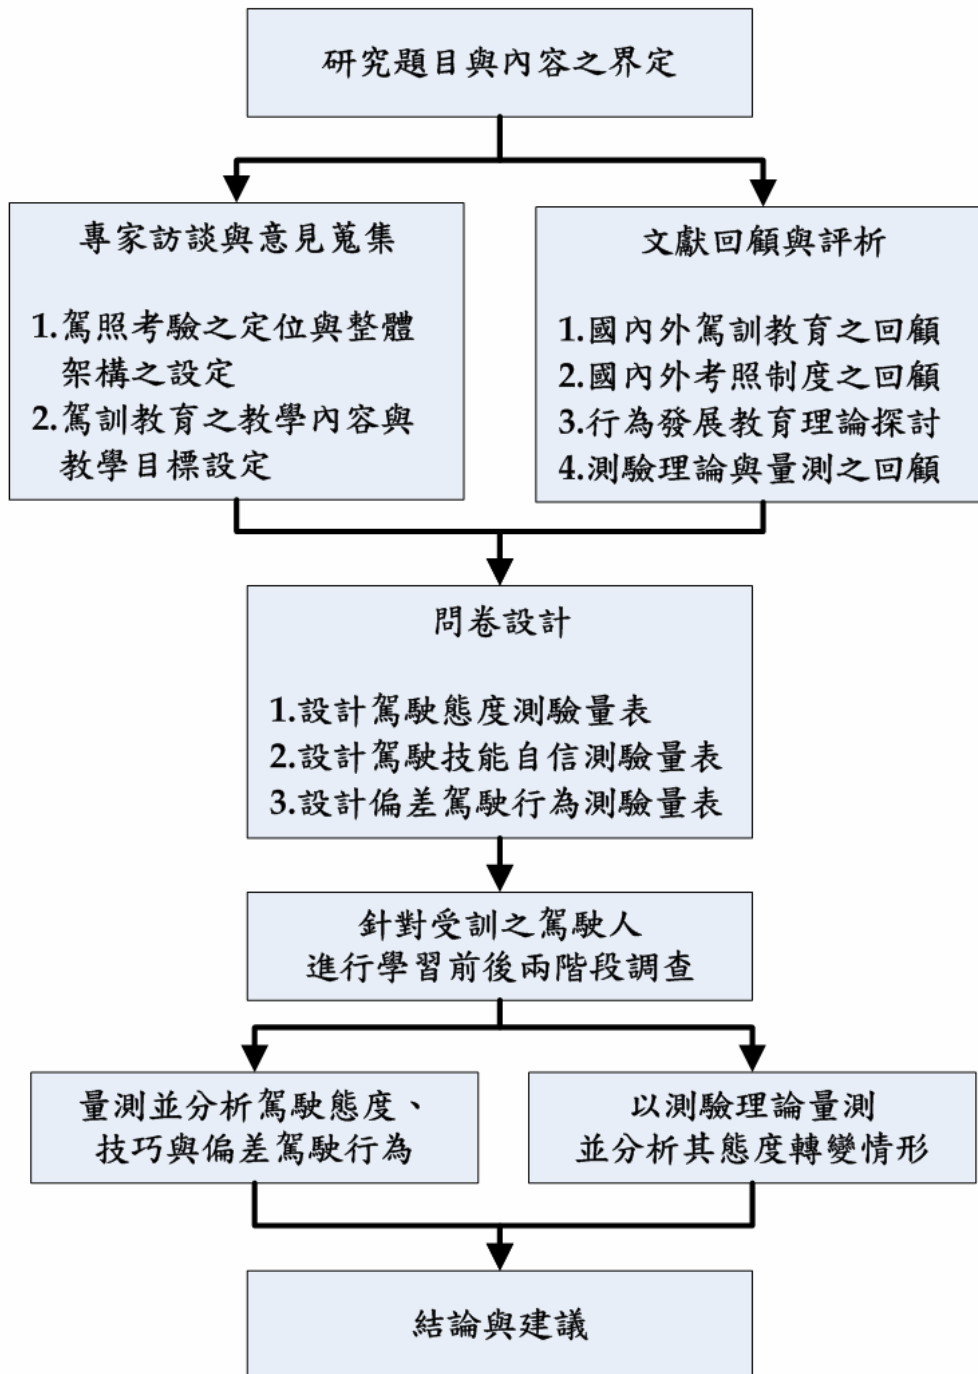 研究題目與內容之界定
專家訪談與意見蒐集
1.駕照考驗之定位與整體
架構之設定
2.駕訓教育之教學內容與
教學目標設定
文獻回顧與評析
1.國內外駕訓教育之回顧
2.國內外考照制度之回顧
3.行為發展教育理論探討
4.測驗理論與量測之回顧
問卷設計
1.設計駕駛態度測驗量表
2.設計駕駛技能自信測驗量表
3.設計偏差駕駛行為測驗量表
針對受訓之駕駛人
進行學習前後兩階段調查
量測並分析駕駛態度、
技巧與偏差駕駛行為
以測驗理論量測
並分析其態度轉變情形
結論與建議